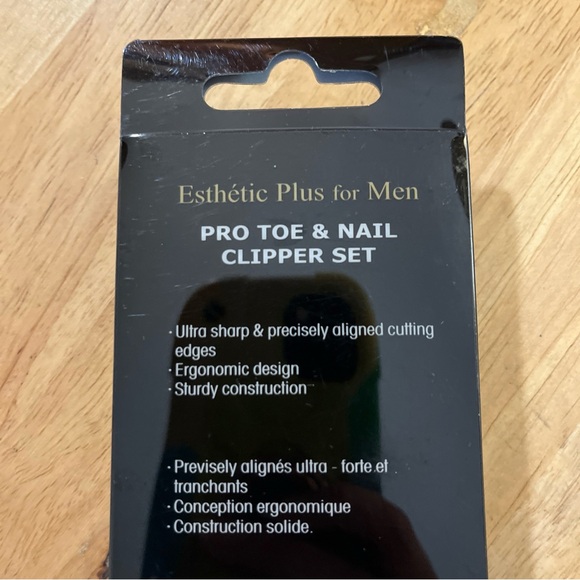 Esthétic Plus for Men
PRO TOE & NAIL
CLIPPER SET
· Ultra sharp & precisely aligned cutting
edges
· Ergonomic design
· Sturdy construction
· Previsely alignés ultra - forte et
tranchants
· Conception ergonomique
· Construction solide.